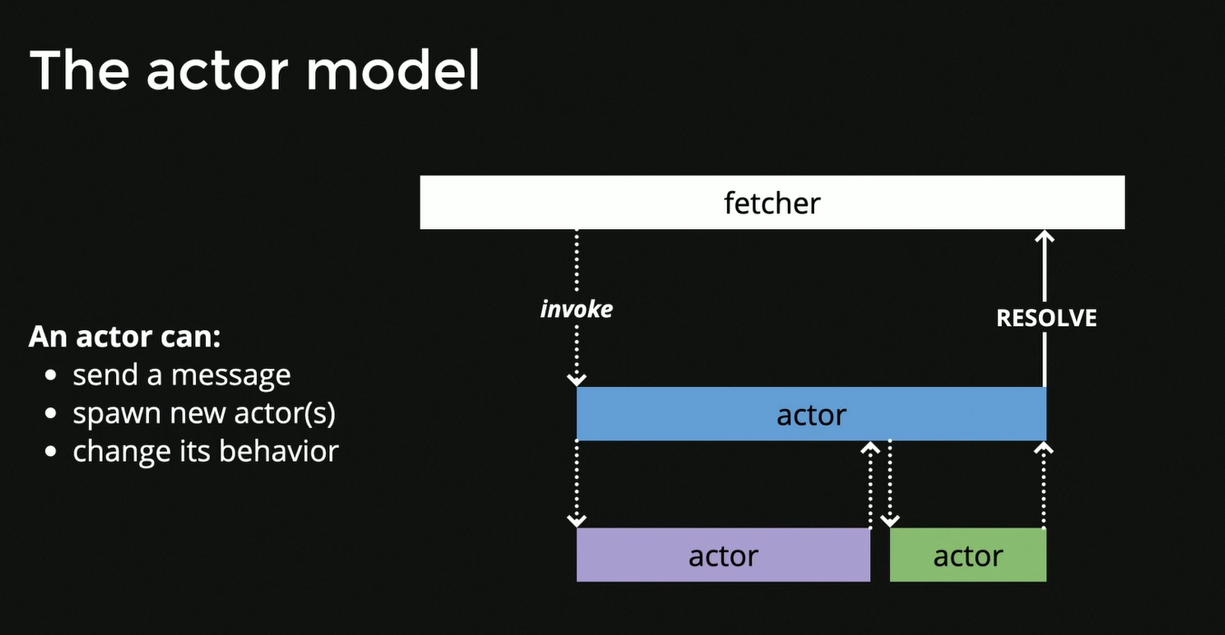 The actor model
fetcher
invoke
RESOLVE
An actor can:
• send a message
• spawn new actor(s)
• change its behavior
actor
actor
actor